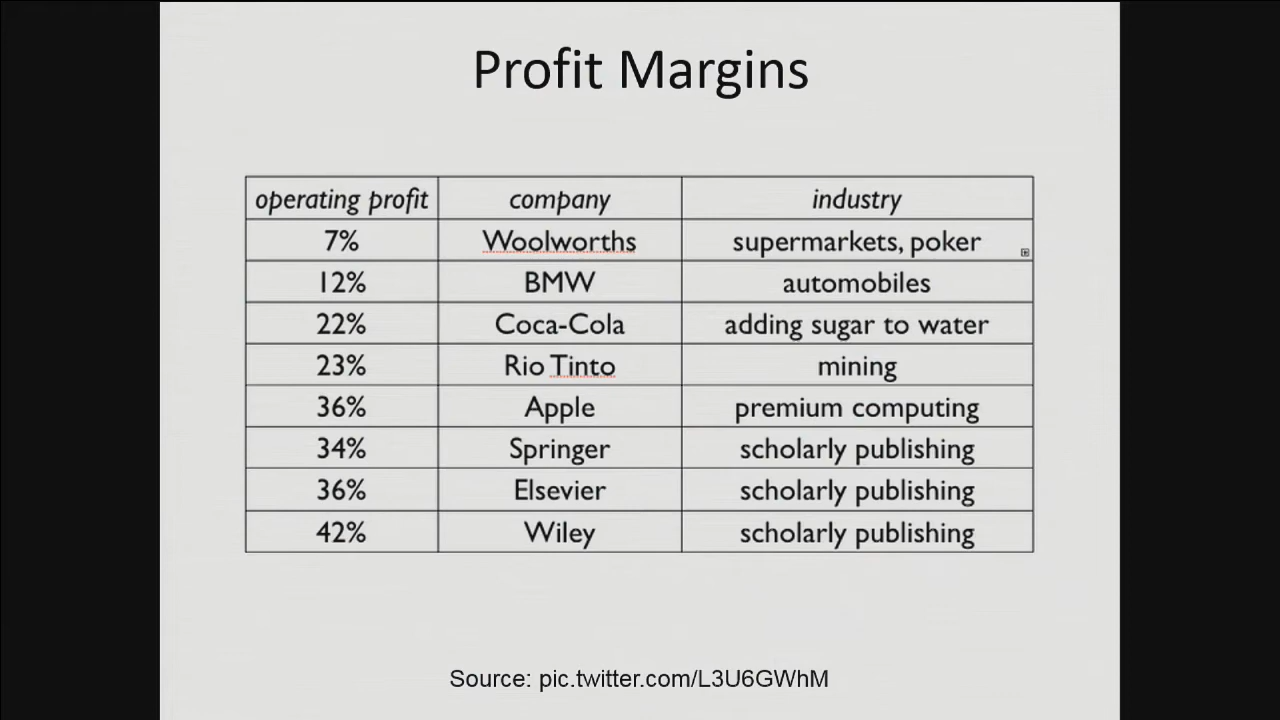 Profit Margins
operating profit company industry
7% Woolworths supermarkets, poker
12% BMW automobiles
22% Coca-Cola adding sugar to water
23% Rio Tinto mining
36% Apple premium computing
34% Springer scholarly publishing
36% Elsevier scholarly publishing
42% Wiley scholarly publishing
Source: pic.twitter.com/L3U6GWhM